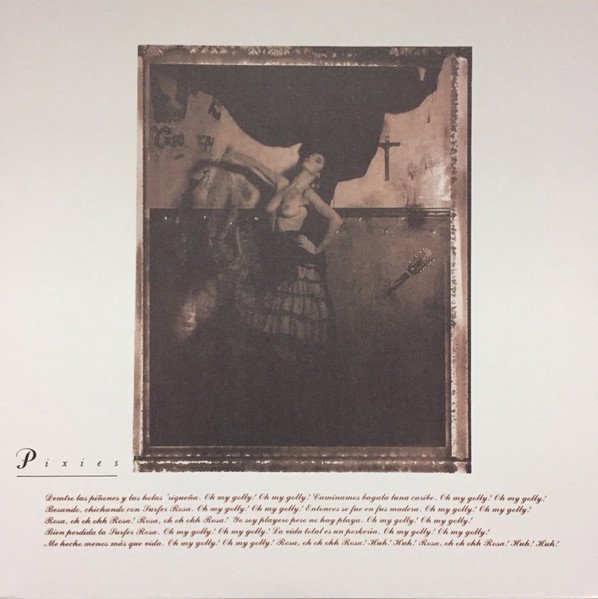 Pixies
Dentro las piñones y las holas 'riqueña. Oh my golly! Oh my golly! Caminamos bagala luna caribe. Oh my golly! Oh my golly!
Besando, chichando con Surfer Rosa. Oh my golly! Oh my golly! Entonces se fue en fus madera. Oh my golly! Oh my golly!
Rosa, oh oh ohh Rosa! Rosa, oh oh ohh Rosa! Yo soy playero pero no hay playa. Oh my golly! Oh my golly!
Bien perdida la Surfer Rosa. Oh my golly! Oh my golly! La vida total es un porkeria. Oh my golly! Oh my golly!
Me hecho menos más que vida. Oh my golly! Oh my golly! Rosa, oh oh ohh Rosa! Huh! Huh! Rosa, oh oh ohh Rosa! Huh! Huh!